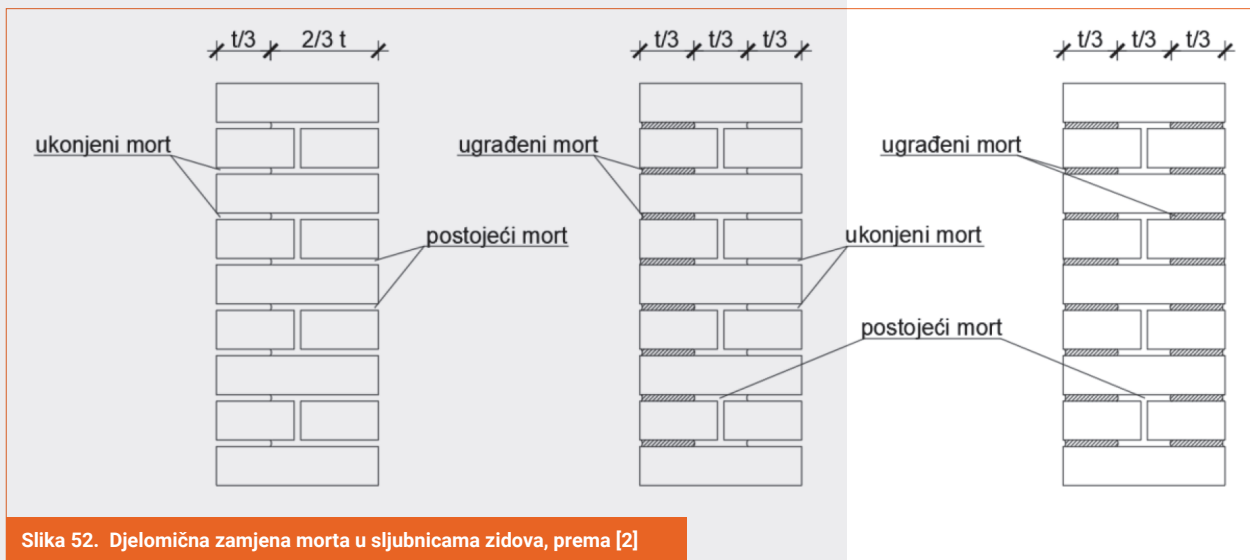 t/3 2/3 t
ukonjeni mort
postojeći mort
t/3 t/3 t/3
ugrađeni mort
ukonjeni mort
postojeći mort
t/3 t/3 t/3
ugrađeni mort
Slika 52. Djelomična zamjena morta u sljubnicama zidova, prema [2]